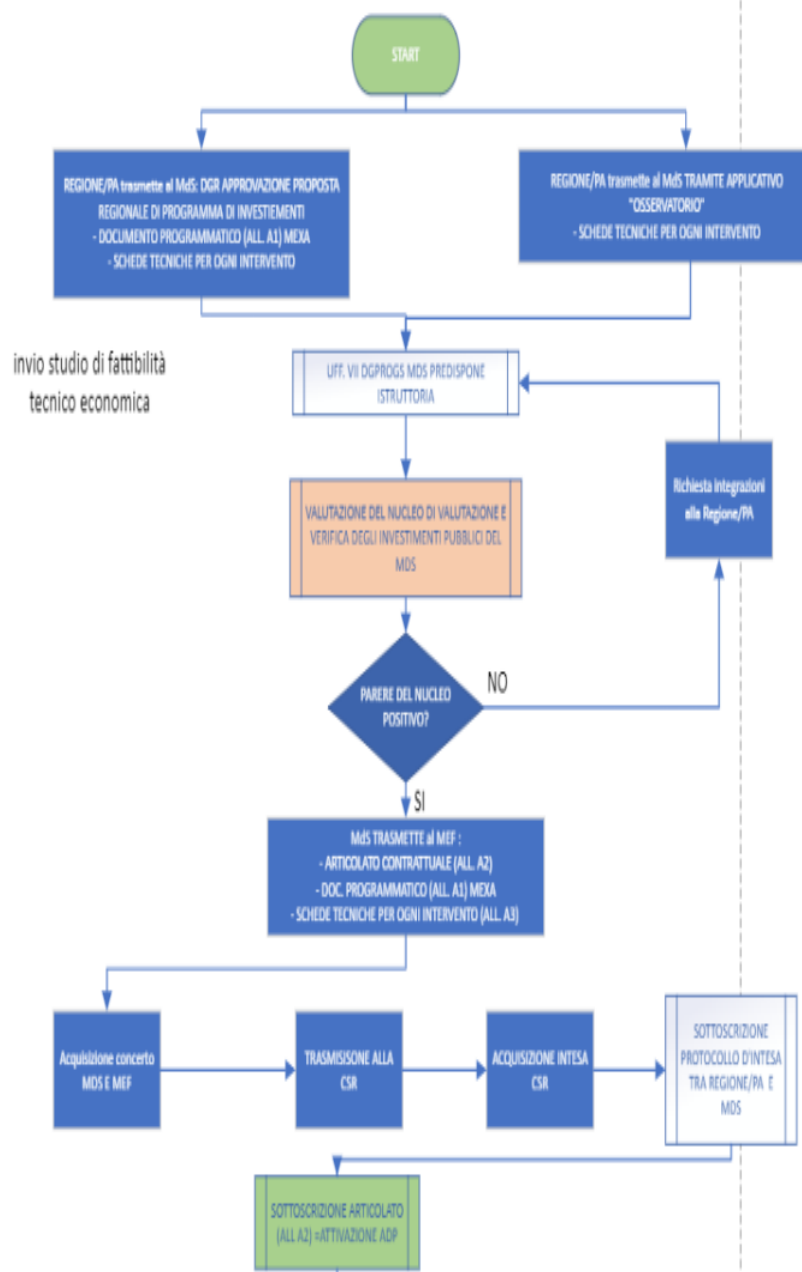 START
REGIONE/PA trasmette al MdS: DGR APPROVAZIONE PROPOSTA
REGIONALE DI PROGRAMMA DI INVESTIEMENTI
- DOCUMENTO PROGRAMMATICO (ALL. A1) MEXA
- SCHEDE TECNICHE PER OGNI INTERVENTO
REGIONE/PA trasmette al MdS TRAMITE APPLICATIVO
"OSSERVATORIO"
- SCHEDE TECNICHE PER OGNI INTERVENTO
invio studio di fattibilità
tecnico economica
UFF. VII DGPROGS MDS PREDISPONE
ISTRUTTORIA
Richiesta integrazioni
alla Regione/PA
VALUTAZIONE DEL NUCLEO DI VALUTAZIONE E
VERIFICA DEGLI INVESTIMENTI PUBBLICI DEL
MDS
PARERE DEL NUCLEO
POSITIVO?
NO
SI
MdS TRASMETTE al MEF :
- ARTICOLATO CONTRATTUALE (ALL. A2)
- DOC. PROGRAMMATICO (ALL. A1) MEXA
- SCHEDE TECNICHE PER OGNI INTERVENTO (ALL. A3)
Acquisizione concerto
MDS E MEF
TRASMISISONE ALLA
CSR
ACQUISIZIONE INTESA
CSR
SOTTOSCRIZIONE
PROTOCOLLO D'INTESA
TRA REGIONE/PA E
MDS
SOTTOSCRIZIONE ARTICOLATO
(ALL A2) =ATTIVAZIONE ADP